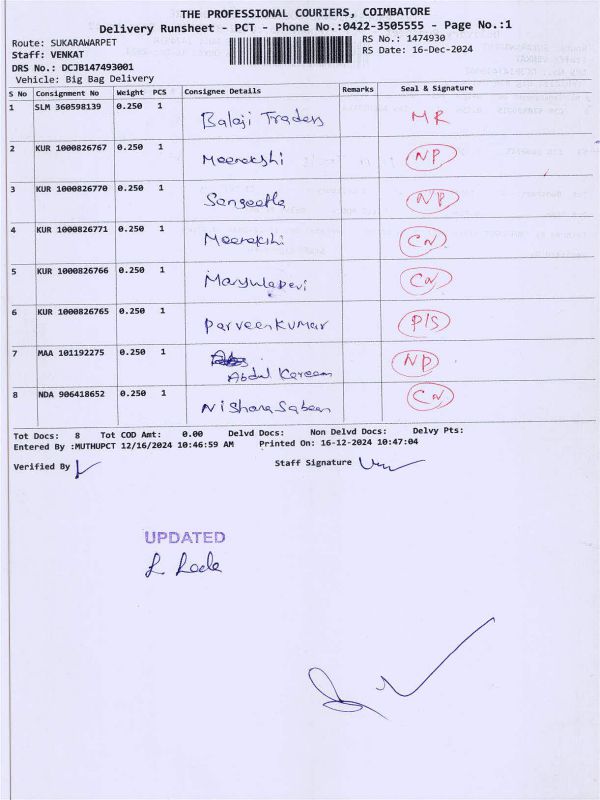 THE PROFESSIONAL COURIERS, COIMBATORE
Delivery Runsheet - PCT - Phone No.:0422-3505555 - Page No.:1
Route: SUKARAWARPET RS No.: 1474930
Staff: VENKAT RS Date: 16-Dec-2024
DRS No.: DCJB147493001
Vehicle: Big Bag Delivery
S No Consignment No Weight PCS Consignee Details Remarks Seal & Signature
1 SLM 360598139 0.250 1 Balaji Traders MR
2 KUR 1000826767 0.250 1 Meenakshi NP
3 KUR 1000826770 0.250 1 Sangeetha NP
4 KUR 1000826771 0.250 1 Meenakshi CN
5 KUR 1000826766 0.250 1 Manjuladevi CN
6 KUR 1000826765 0.250 1 Parveenkumar P/S
7 MAA 101192275 0.250 1 Abdul Kareem NP
8 NDA 906418652 0.250 1 CN
Tot Docs: 8 Tot COD Amt: 0.00 Delvd Docs: Non Delvd Docs: Delvy Pts:
Entered By :MUTHUPCT 12/16/2024 10:46:59 AM Printed On: 16-12-2024 10:47:04
Verified By Staff Signature
UPDATED